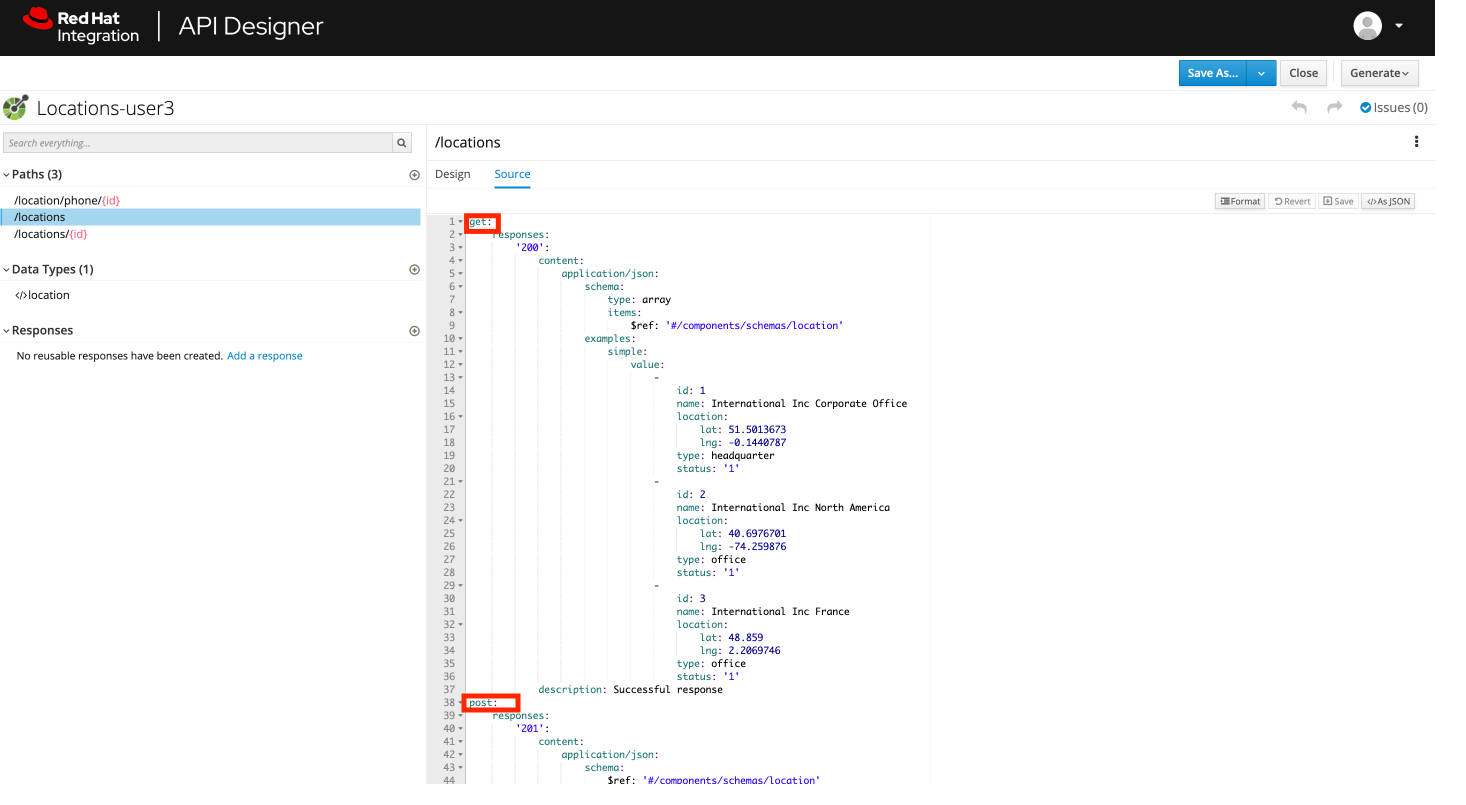 Red Hat
Integration
API Designer
Save As...
Close
Generate
Locations-user3
Issues (0)
Search everything...
Paths (3)
/location/phone/{id}
/locations
/locations/{id}
Data Types (1)
</>location
Responses
No reusable responses have been created. Add a response
/locations
Design Source
Format Revert Save </>As JSON
1 get:
2 responses:
3 '200':
4 content:
5 application/json:
6 schema:
7 type: array
8 items:
9 $ref: '#/components/schemas/location'
10 examples:
11 simple:
12 value:
13 -
14 id: 1
15 name: International Inc Corporate Office
16 location:
17 lat: 51.5013673
18 lng: -0.1440787
19 type: headquarter
20 status: '1'
21 -
22 id: 2
23 name: International Inc North America
24 location:
25 lat: 40.6976701
26 lng: -74.259876
27 type: office
28 status: '1'
29 -
30 id: 3
31 name: International Inc France
32 location:
33 lat: 48.859
34 lng: 2.2069746
35 type: office
36 status: '1'
37 description: Successful response
38 post:
39 responses:
40 '201':
41 content:
42 application/json:
43 schema:
44 $ref: '#/components/schemas/location'